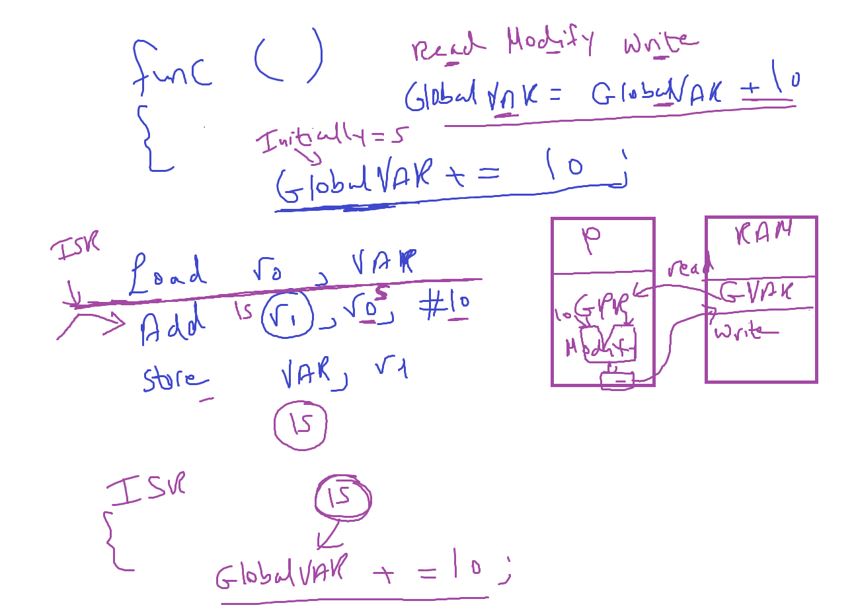 func ( )
{
Read Modify Write
GlobalVAR = GlobalVAR + 10
Initially = 5
GlobalVAR + = 10 ;
ISR
Load r0 , VAR
Add 15 r1 , r0 5 , #10
store VAR, r1
15
P
RAM
read
GPR
GVAR
10
Modify
write
ISR
{
15
GlobalVAR + = 10 ;